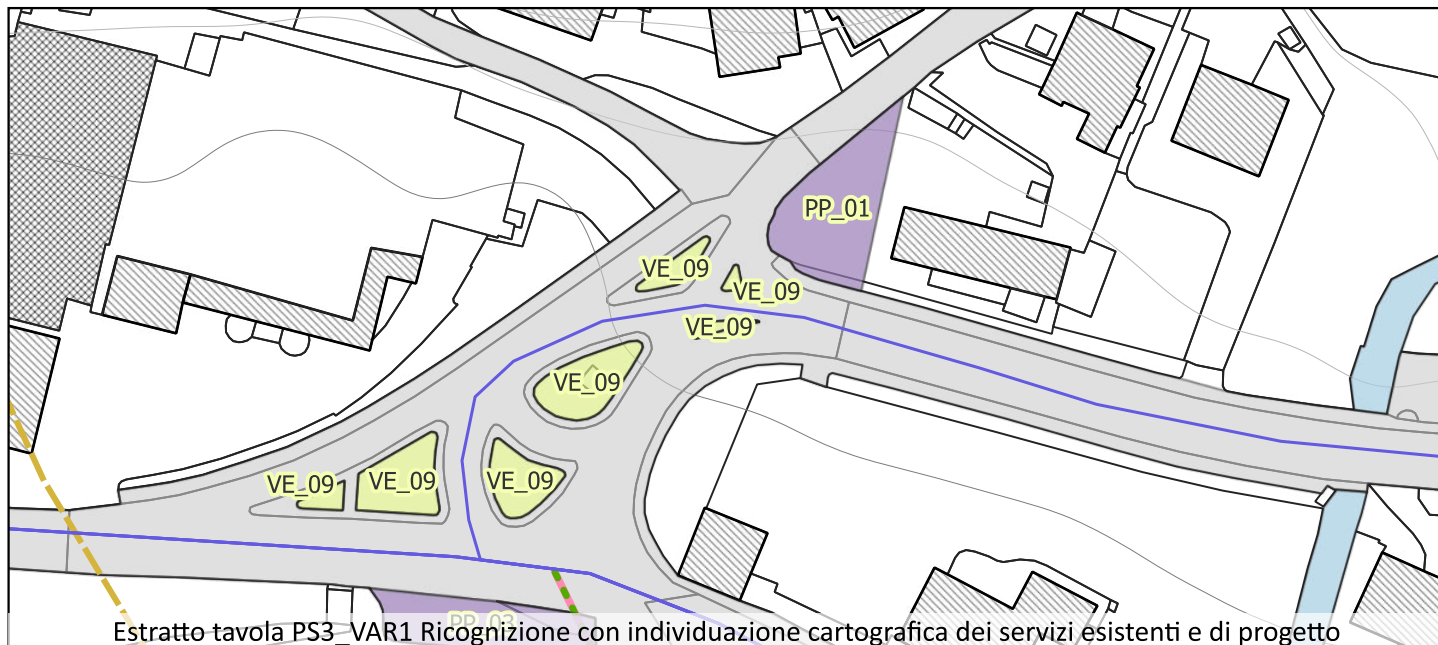 PP_01
VE_09
VE_09
VE_09
VE_09
VE_09
VE_09
VE_09
PP_03
Estratto tavola PS3_VAR1 Ricognizione con individuazione cartografica dei servizi esistenti e di progetto